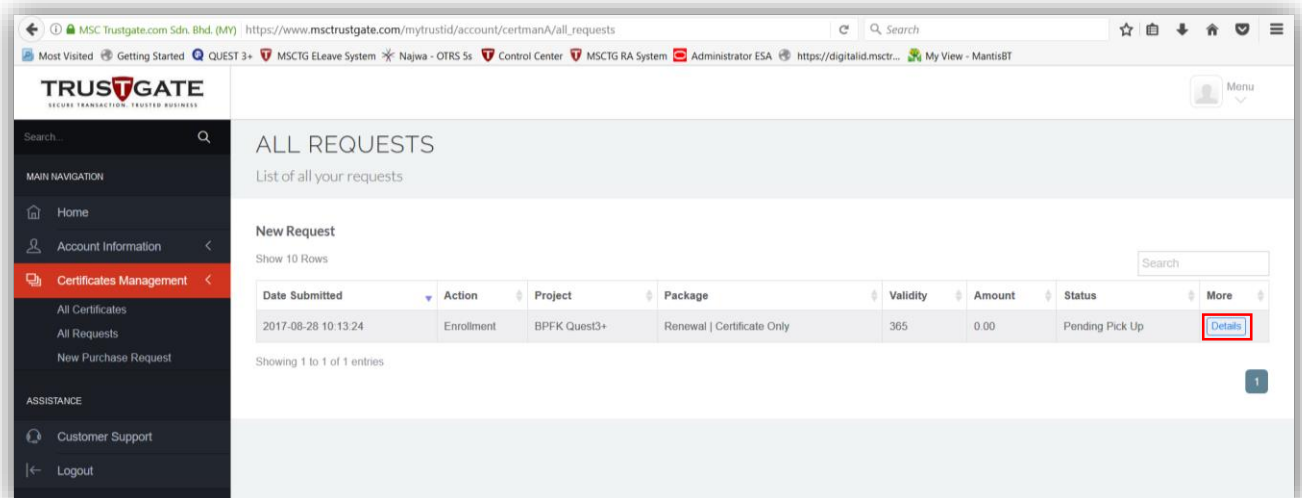 MSC Trustgate.com Sdn. Bhd. (MY) https://www.msctrustgate.com/mytrustid/account/certmanA/all_requests Search
Most Visited Getting Started QUEST 3+ MSCTG ELeave System Najwa - OTRS 5s Control Center MSCTG RA System Administrator ESA https://digitalid.msctr... My View - MantisBT
TRUSTGATE
SECURE TRANSACTION. TRUSTED BUSINESS
Menu
Search...
MAIN NAVIGATION
Home
Account Information
Certificates Management
All Certificates
All Requests
New Purchase Request
ASSISTANCE
Customer Support
Logout
ALL REQUESTS
List of all your requests
New Request
Show 10 Rows
Search
Date Submitted Action Project Package Validity Amount Status More
2017-08-28 10:13:24 Enrollment BPFK Quest3+ Renewal | Certificate Only 365 0.00 Pending Pick Up Details
Showing 1 to 1 of 1 entries
1